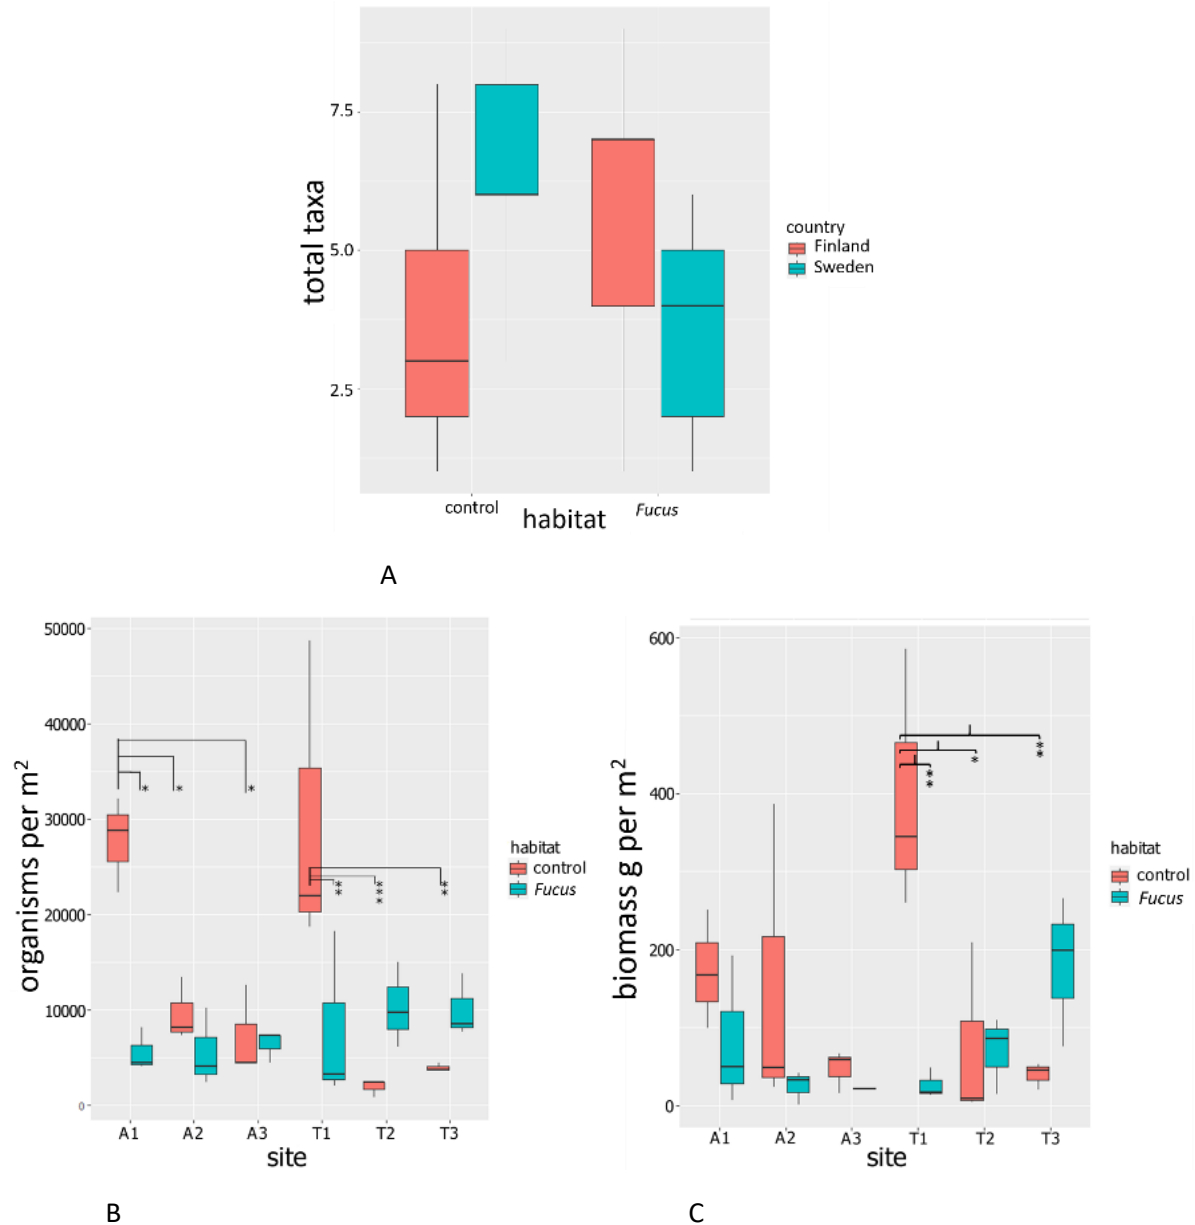 total taxa
7.5
5.0
2.5
control
Fucus
habitat
country
Finland
Sweden
A
organisms per m²
50000
40000
30000
20000
10000
0
*
*
*
**
***
**
A1
A2
A3
T1
T2
T3
site
habitat
control
Fucus
B
biomass g per m²
600
400
200
0
**
*
**
A1
A2
A3
T1
T2
T3
site
habitat
control
Fucus
C